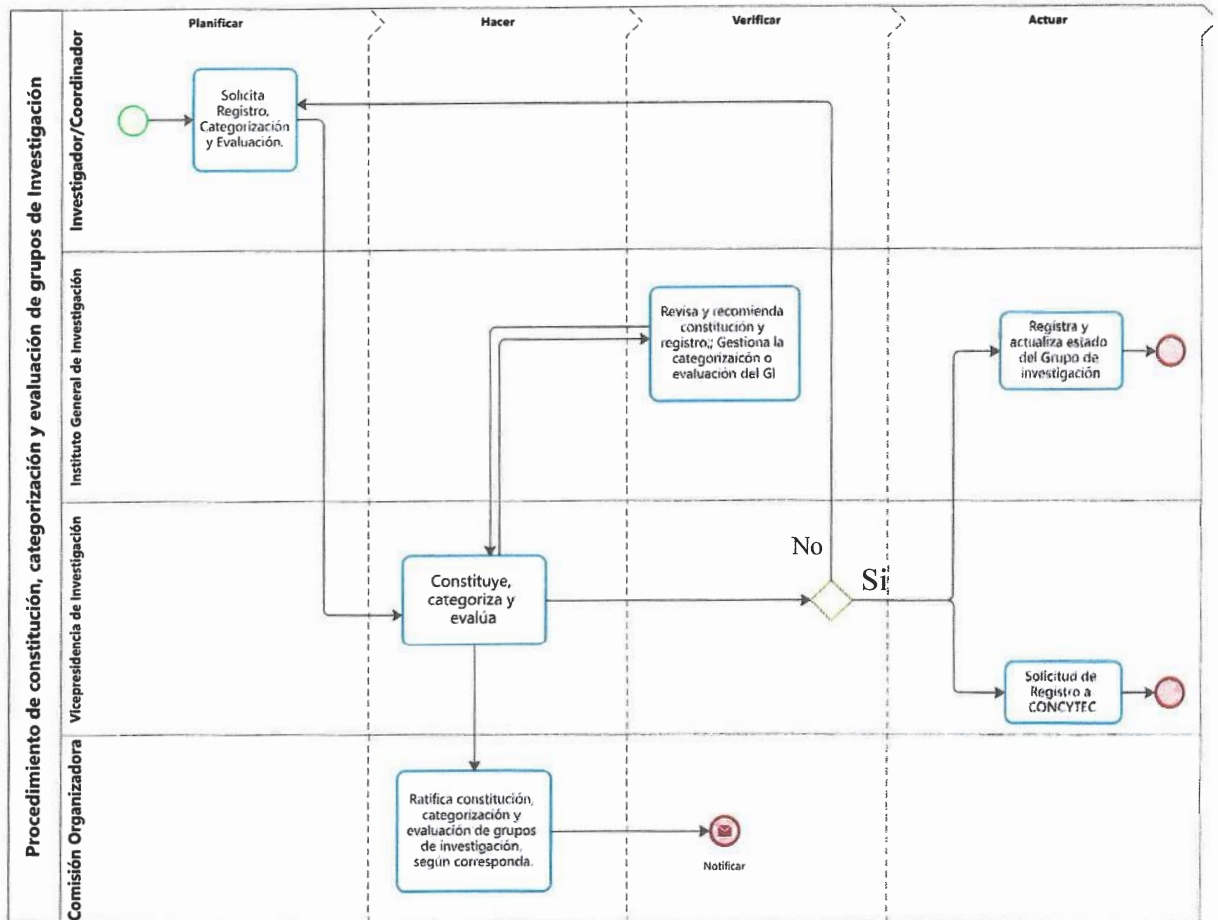 Procedimiento de constitución, categorización y evaluación de grupos de Investigación
Planificar
Hacer
Verificar
Actuar
Investigador/Coordinador
Solicita
Registro,
Categorización
y Evaluación.
Instituto General de Investigación
Revisa y recomienda
constitución y
registro,; Gestiona la
categorizaicón o
evaluación del GI
Registra y
actualiza estado
del Grupo de
investigación
Vicepresidencia de Investigación
Constituye,
categoriza y
evalúa
No
Si
Solicitud de
Registro a
CONCYTEC
Comisión Organizadora
Ratifica constitución,
categorización y
evaluación de grupos
de investigación,
según corresponda.
Notificar